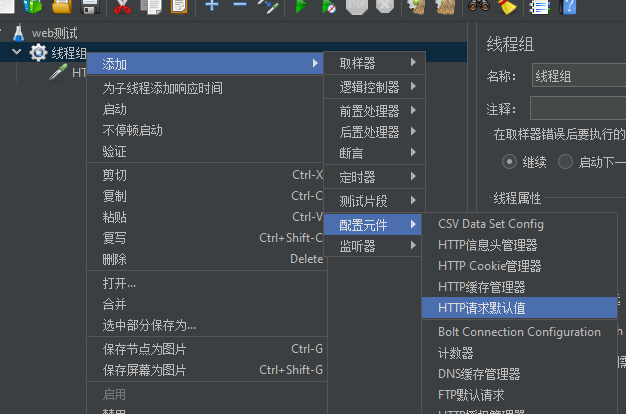 web测试
线程组
HT
添加
为子线程添加响应时间
启动
不停顿启动
验证
剪切 Ctrl-X
复制 Ctrl-C
粘贴 Ctrl-V
复写 Ctrl+Shift-C
删除 Delete
打开...
合并
选中部分保存为...
保存节点为图片 Ctrl-G
保存屏幕为图片 Ctrl+Shift-G
启用
禁用
取样器
逻辑控制器
前置处理器
后置处理器
断言
定时器
测试片段
配置元件
监听器
CSV Data Set Config
HTTP信息头管理器
HTTP Cookie管理器
HTTP缓存管理器
HTTP请求默认值
Bolt Connection Configuration
计数器
DNS缓存管理器
FTP默认请求
HTTP授权管理器
线程组
名称: 线程组
注释:
在取样器错误后要执行的
继续 启动下一
线程属性
STOP